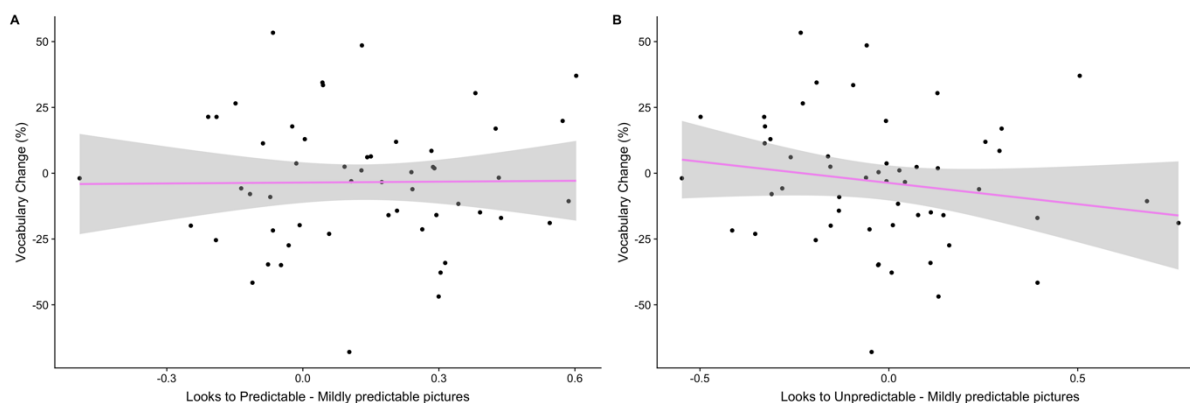 A
50
25
0
-25
-50
Vocabulary Change (%)
-0.3
0.0
0.3
0.6
Looks to Predictable - Mildly predictable pictures
B
50
25
0
-25
-50
Vocabulary Change (%)
-0.5
0.0
0.5
Looks to Unpredictable - Mildly predictable pictures